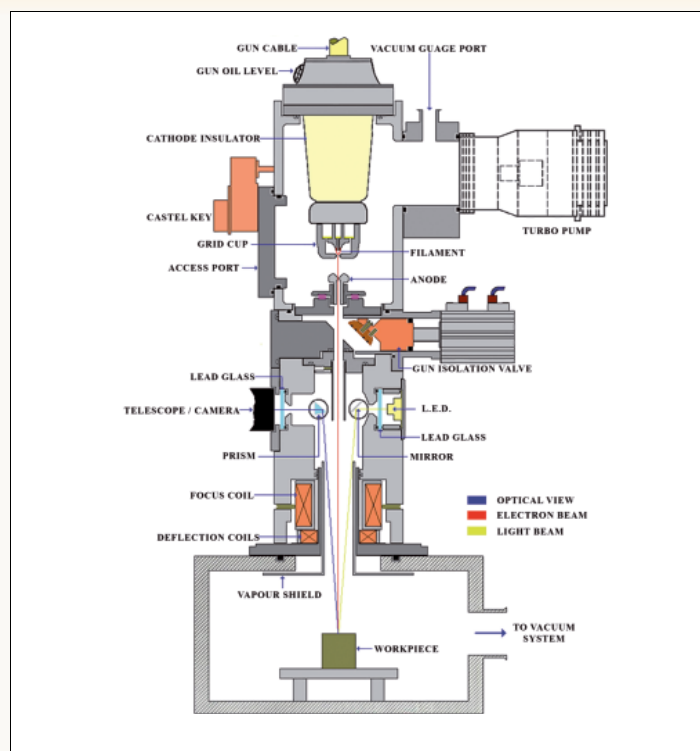 GUN CABLE
VACUUM GUAGE PORT
GUN OIL LEVEL
CATHODE INSULATOR
CASTEL KEY
TURBO PUMP
GRID CUP
FILAMENT
ACCESS PORT
ANODE
GUN ISOLATION VALVE
LEAD GLASS
TELESCOPE / CAMERA
L.E.D.
LEAD GLASS
PRISM
MIRROR
FOCUS COIL
OPTICAL VIEW
ELECTRON BEAM
LIGHT BEAM
DEFLECTION COILS
VAPOUR SHIELD
TO VACUUM
SYSTEM
WORKPIECE